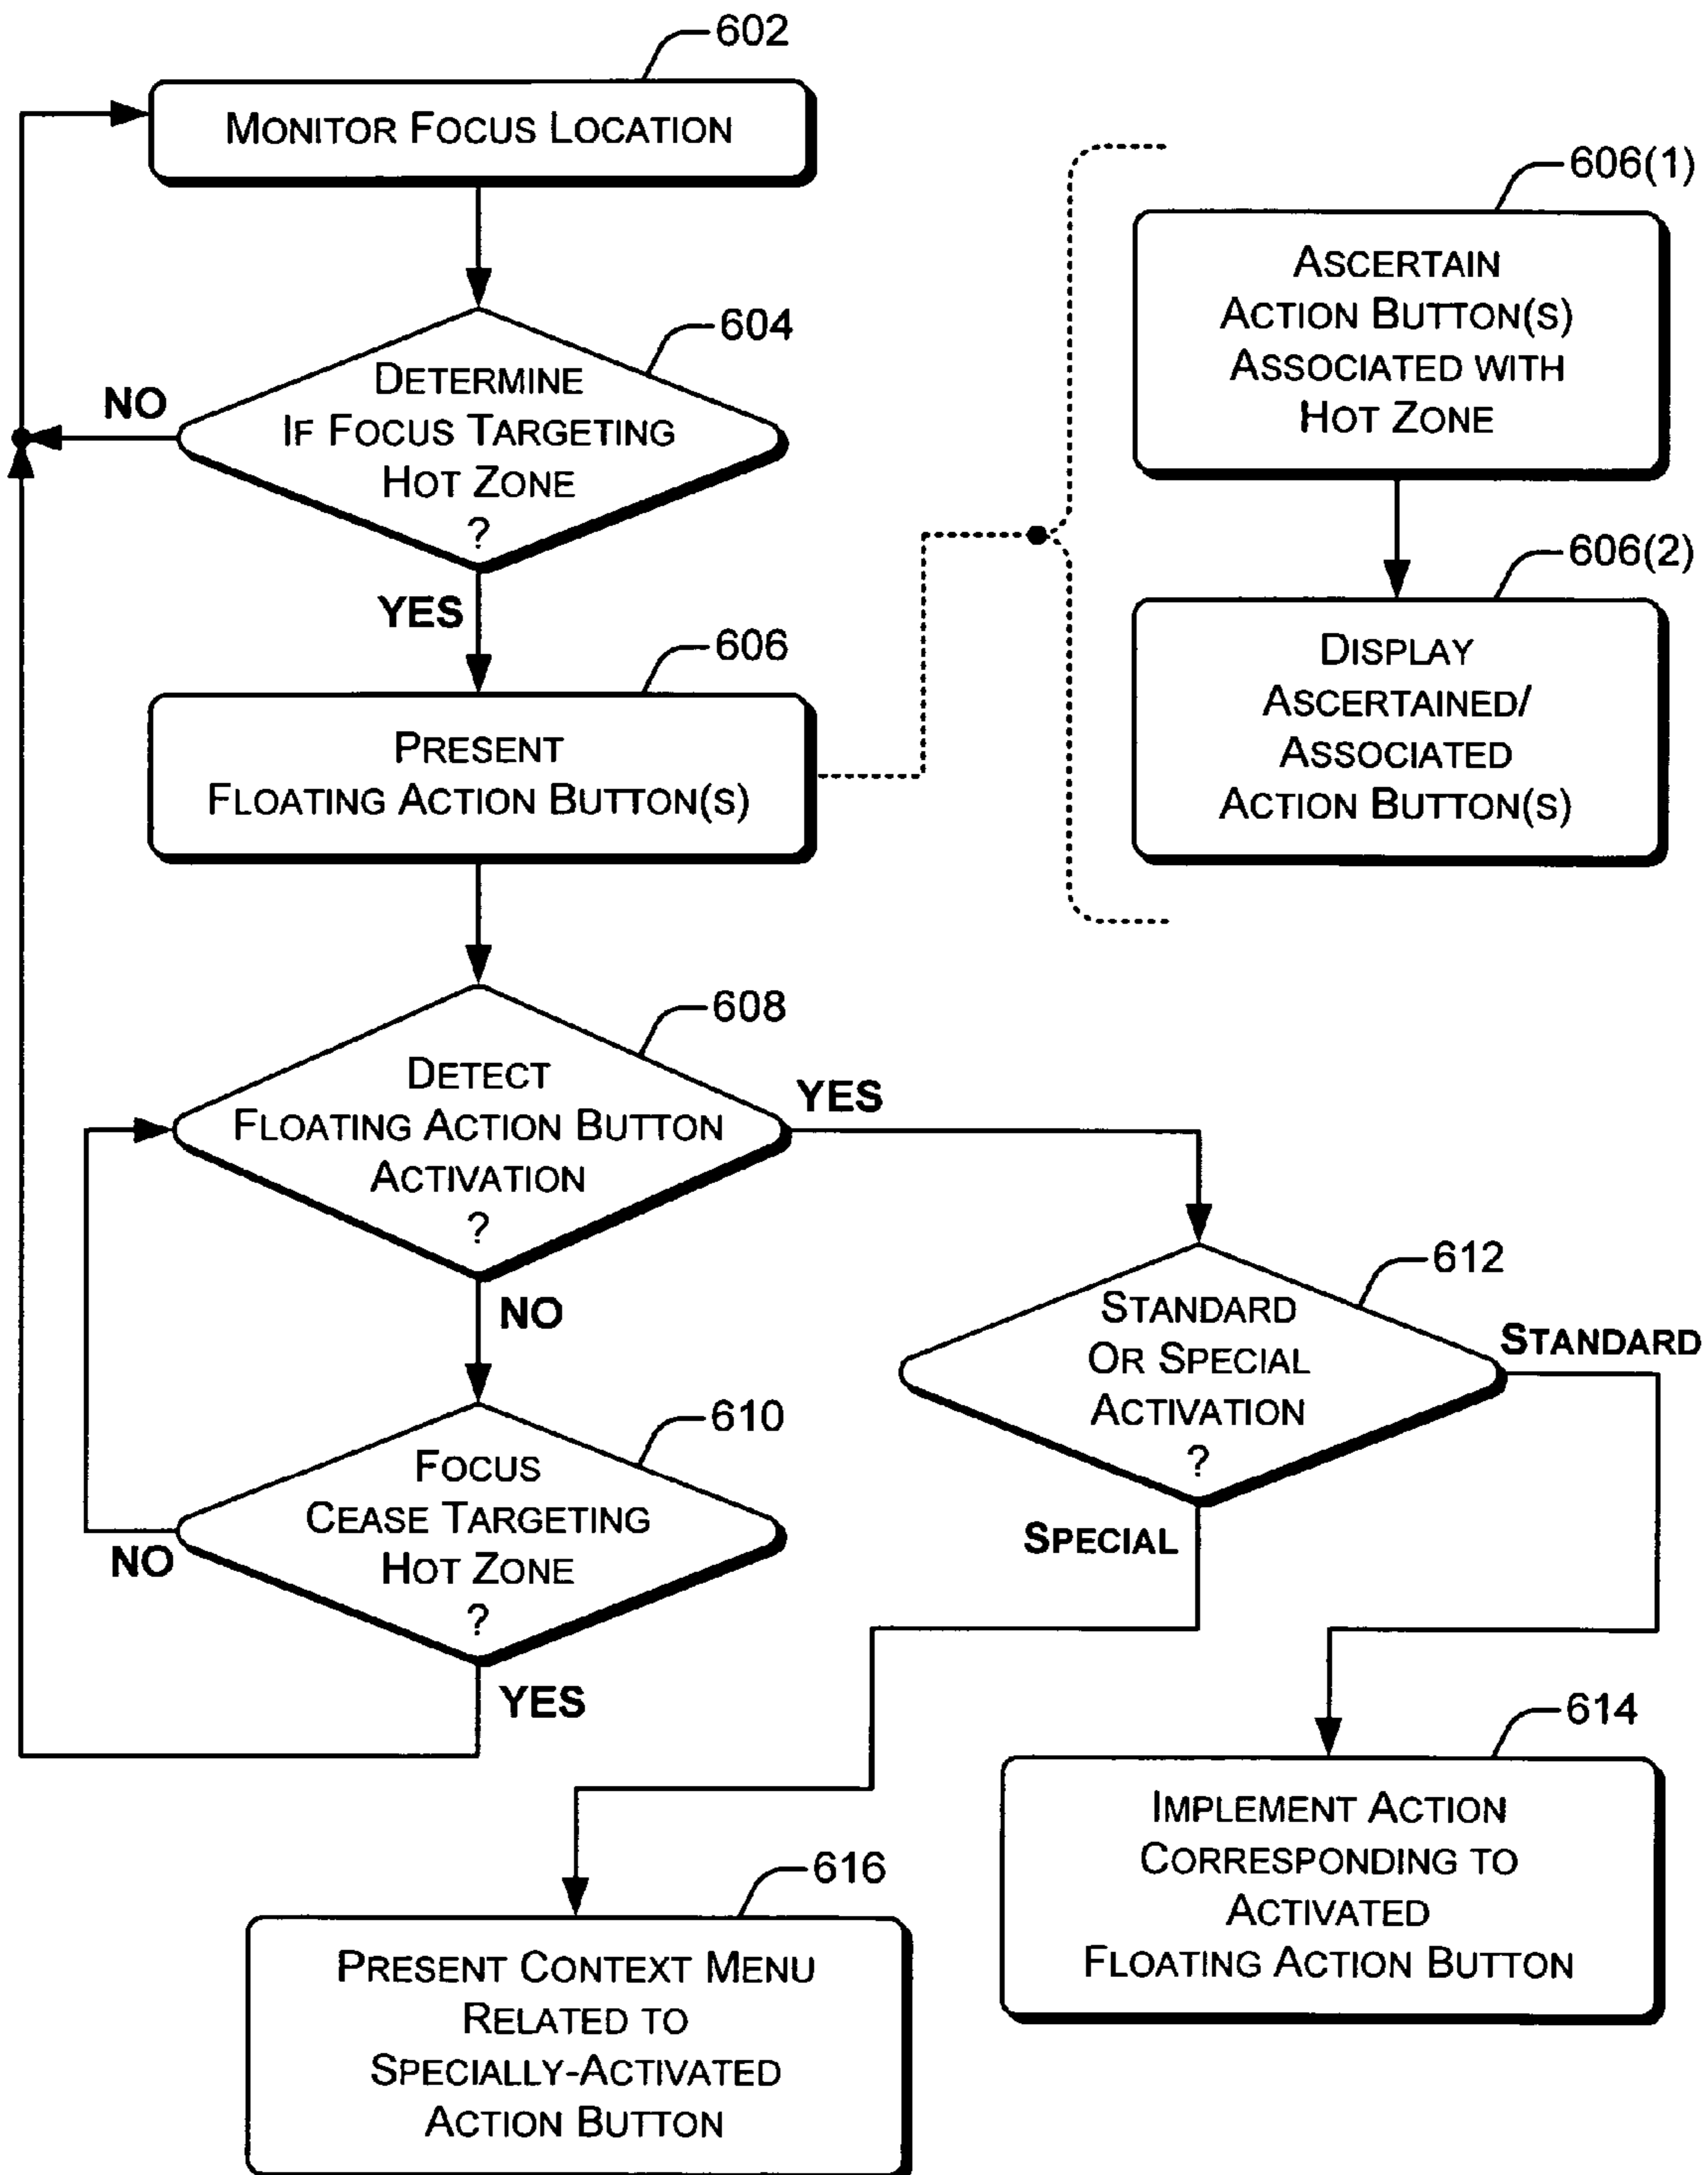 602
MONITOR FOCUS LOCATION
604
DETERMINE
IF FOCUS TARGETING
HOT ZONE
?
NO
YES
606
PRESENT
FLOATING ACTION BUTTON(S)
606(1)
ASCERTAIN
ACTION BUTTON(S)
ASSOCIATED WITH
HOT ZONE
606(2)
DISPLAY
ASCERTAINED/
ASSOCIATED
ACTION BUTTON(S)
608
DETECT
FLOATING ACTION BUTTON
ACTIVATION
?
YES
NO
610
FOCUS
CEASE TARGETING
HOT ZONE
?
NO
YES
612
STANDARD
OR SPECIAL
ACTIVATION
?
STANDARD
SPECIAL
614
IMPLEMENT ACTION
CORRESPONDING TO
ACTIVATED
FLOATING ACTION BUTTON
616
PRESENT CONTEXT MENU
RELATED TO
SPECIALLY-ACTIVATED
ACTION BUTTON